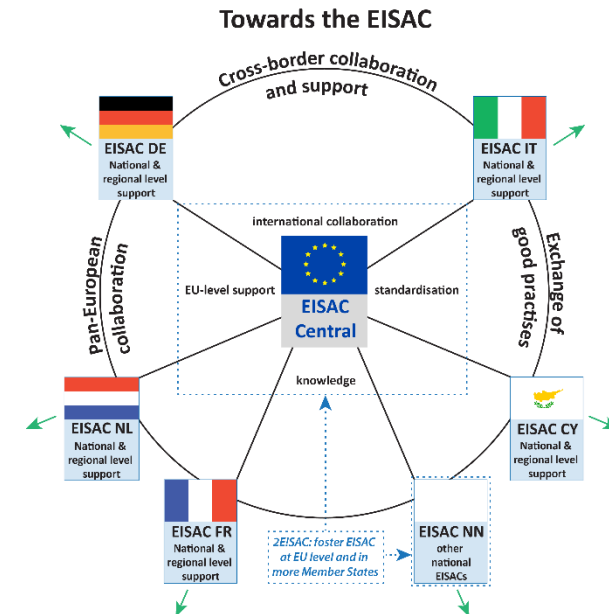 Towards the EISAC
Cross-border collaboration
and support
EISAC DE
National &
regional level
support
EISAC IT
National &
regional level
support
international collaboration
EU-level support
standardisation
EISAC
Central
knowledge
Pan-European
collaboration
Exchange of
good practises
EISAC NL
National &
regional level
support
EISAC CY
National &
regional level
support
EISAC FR
National &
regional level
support
2EISAC: foster EISAC
at EU level and in
more Member States
EISAC NN
other
national
EISACs